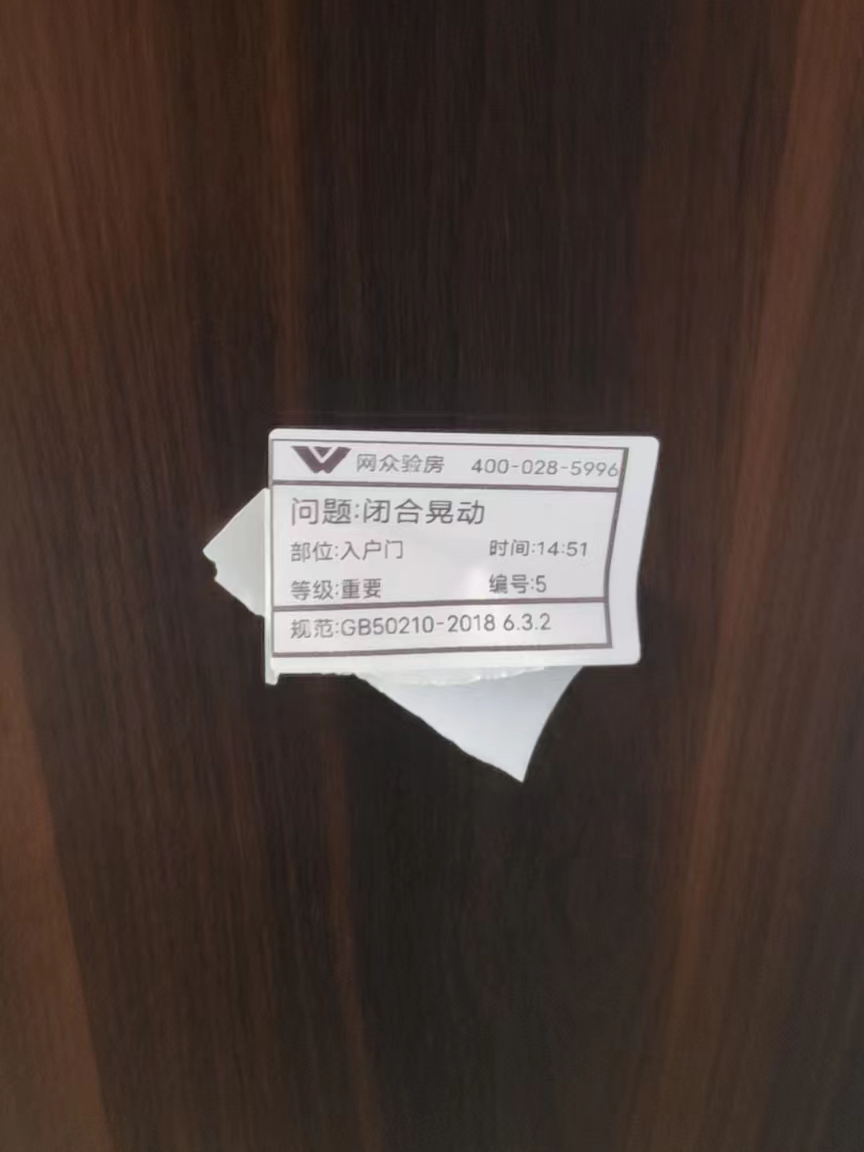 网众验房 400-028-5996
问题:闭合晃动
部位:入户门 时间:14:51
等级:重要 编号:5
规范:GB50210-2018 6.3.2